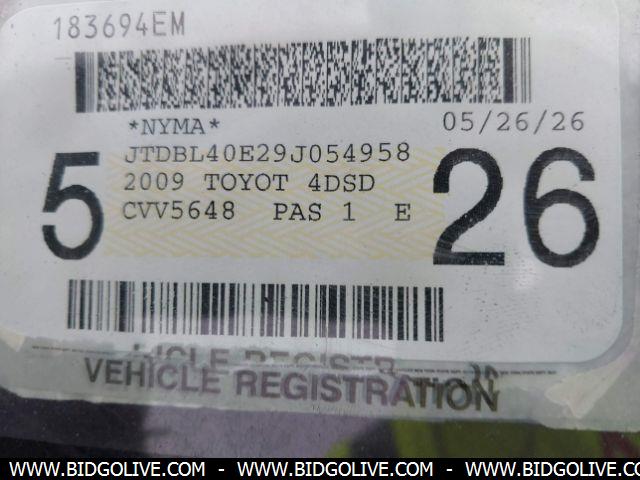 183694EM
*NYMA* 05/26/26
5 JTDBL40E29J054958 26
2009 TOYOT 4DSD
CVV5648 PAS 1 E
VEHICLE REGISTRATION
WWW.BIDGOLIVE.COM - WWW.BIDGOLIVE.COM - WWW.BIDGOLIVE.COM